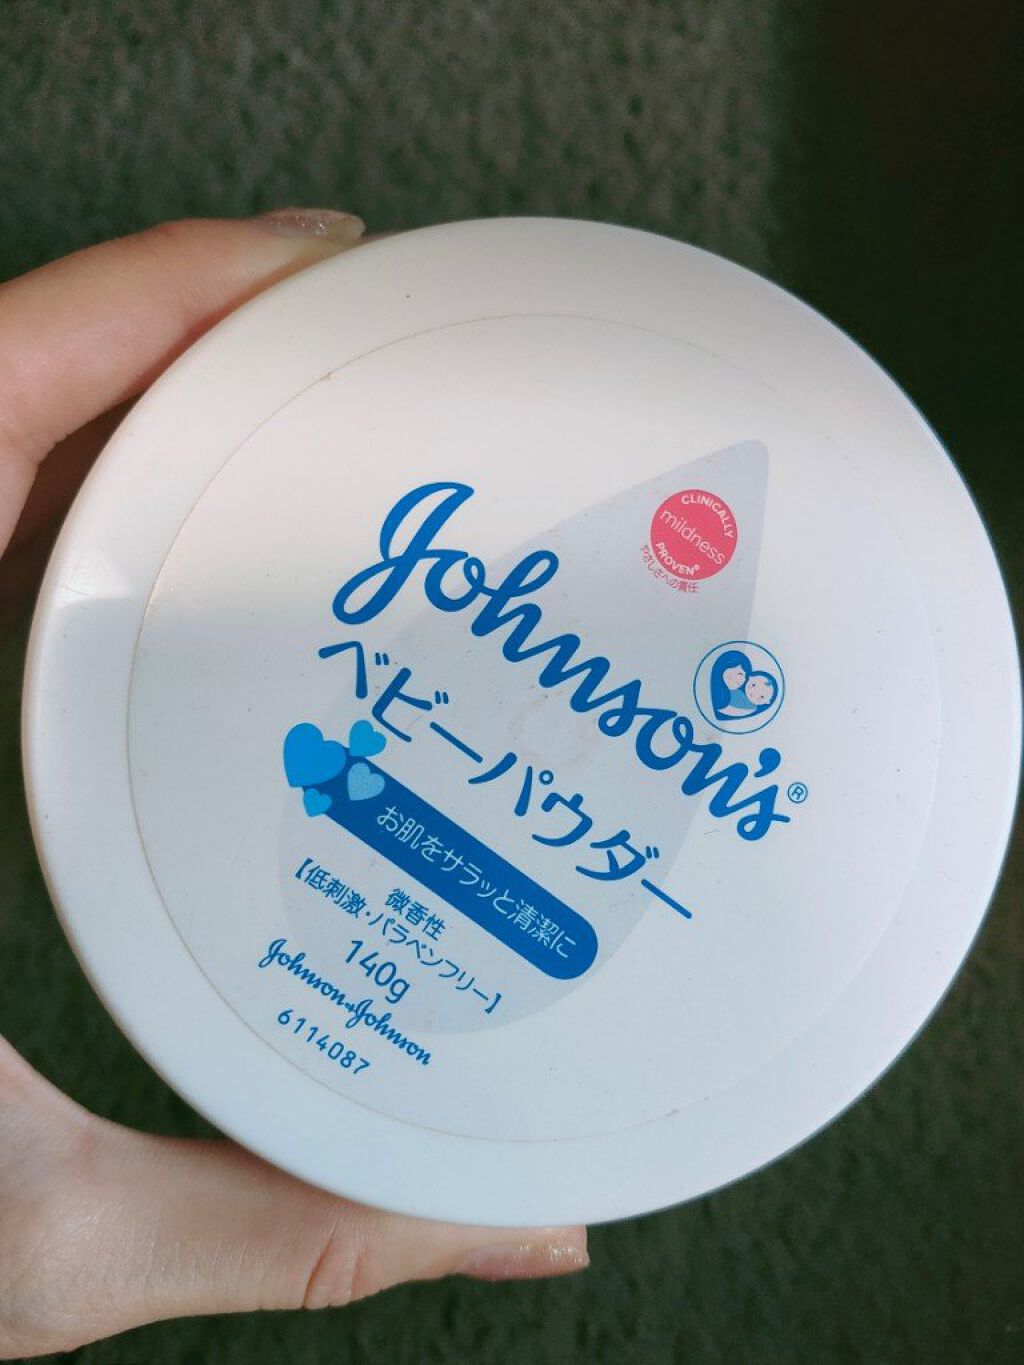 CLINICALLY
mildness
PROVEN®
やさしさへの責任
Johnson's®
ベビーパウダー
お肌をサラッと清潔に
微香性
【低刺激・パラベンフリー】
140g
Johnson+Johnson
6114087